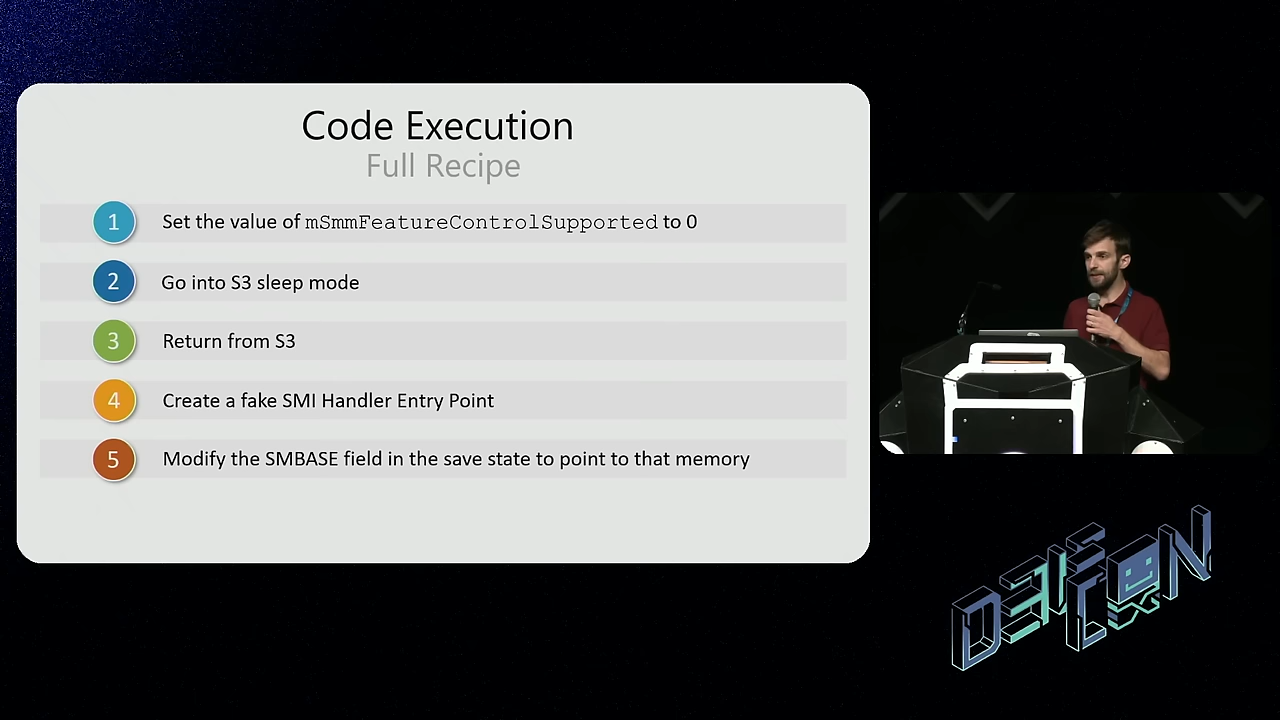 Code Execution
Full Recipe
1 Set the value of mSmmFeatureControlSupported to 0
2 Go into S3 sleep mode
3 Return from S3
4 Create a fake SMI Handler Entry Point
5 Modify the SMBASE field in the save state to point to that memory
DEF
CON